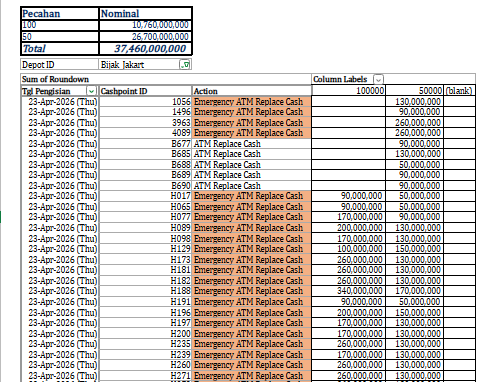 Pecahan Nominal
100 10,760,000,000
50 26,700,000,000
Total 37,460,000,000
Depot ID Bijak Jakart
Sum of Roundown Column Labels
Tgl Pengisian Cashpoint ID Action 100000 50000 (blank)
23-Apr-2026 (Thu) 1056 Emergency ATM Replace Cash 130,000,000
23-Apr-2026 (Thu) 1496 Emergency ATM Replace Cash 90,000,000
23-Apr-2026 (Thu) 3963 Emergency ATM Replace Cash 260,000,000
23-Apr-2026 (Thu) 4089 Emergency ATM Replace Cash 260,000,000
23-Apr-2026 (Thu) B677 ATM Replace Cash 90,000,000
23-Apr-2026 (Thu) B685 ATM Replace Cash 130,000,000
23-Apr-2026 (Thu) B688 ATM Replace Cash 50,000,000
23-Apr-2026 (Thu) B689 ATM Replace Cash 90,000,000
23-Apr-2026 (Thu) B690 ATM Replace Cash 90,000,000
23-Apr-2026 (Thu) H017 Emergency ATM Replace Cash 90,000,000 50,000,000
23-Apr-2026 (Thu) H065 Emergency ATM Replace Cash 90,000,000 50,000,000
23-Apr-2026 (Thu) H077 Emergency ATM Replace Cash 170,000,000 90,000,000
23-Apr-2026 (Thu) H089 Emergency ATM Replace Cash 200,000,000 130,000,000
23-Apr-2026 (Thu) H098 Emergency ATM Replace Cash 170,000,000 130,000,000
23-Apr-2026 (Thu) H129 Emergency ATM Replace Cash 100,000,000 150,000,000
23-Apr-2026 (Thu) H173 Emergency ATM Replace Cash 260,000,000 130,000,000
23-Apr-2026 (Thu) H181 Emergency ATM Replace Cash 260,000,000 130,000,000
23-Apr-2026 (Thu) H182 Emergency ATM Replace Cash 260,000,000 130,000,000
23-Apr-2026 (Thu) H188 Emergency ATM Replace Cash 340,000,000 170,000,000
23-Apr-2026 (Thu) H191 Emergency ATM Replace Cash 90,000,000 50,000,000
23-Apr-2026 (Thu) H196 Emergency ATM Replace Cash 200,000,000 150,000,000
23-Apr-2026 (Thu) H197 Emergency ATM Replace Cash 170,000,000 130,000,000
23-Apr-2026 (Thu) H200 Emergency ATM Replace Cash 170,000,000 130,000,000
23-Apr-2026 (Thu) H235 Emergency ATM Replace Cash 260,000,000 130,000,000
23-Apr-2026 (Thu) H239 Emergency ATM Replace Cash 170,000,000 130,000,000
23-Apr-2026 (Thu) H260 Emergency ATM Replace Cash 260,000,000 130,000,000
23-Apr-2026 (Thu) H271 Emergency ATM Replace Cash 260,000,000 130,000,000